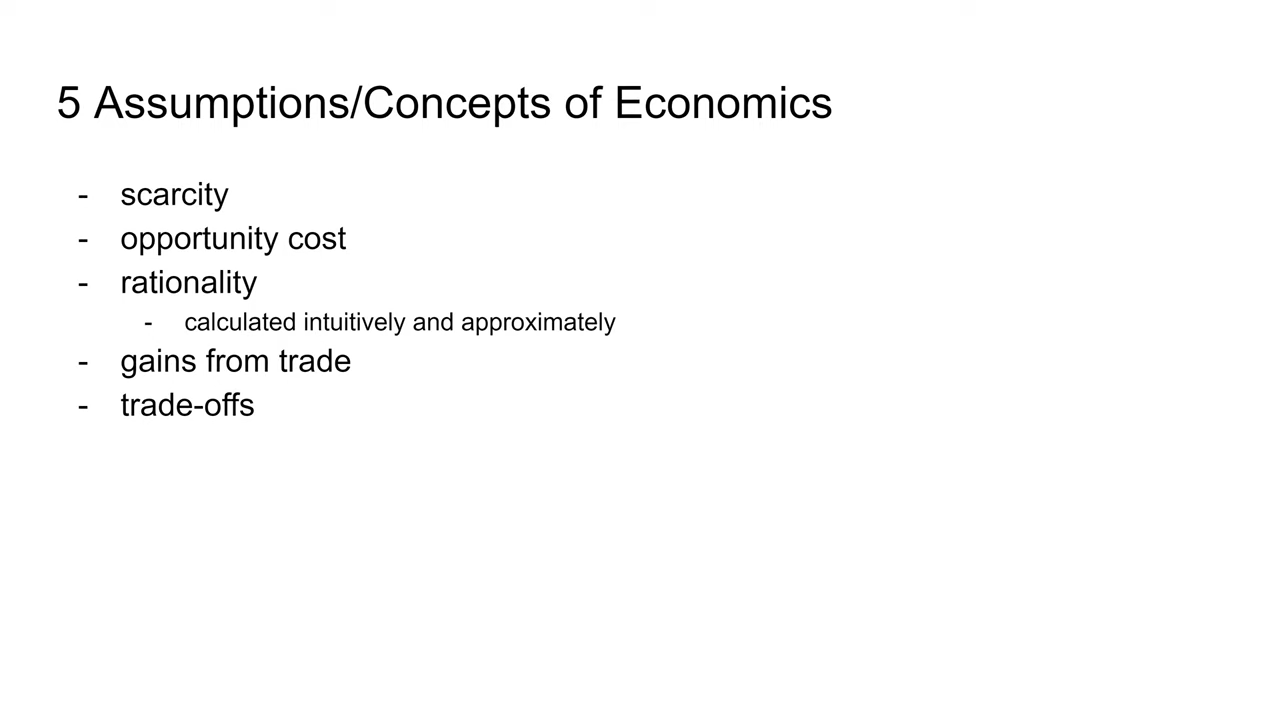 5 Assumptions/Concepts of Economics
- scarcity
- opportunity cost
- rationality
- calculated intuitively and approximately
- gains from trade
- trade-offs